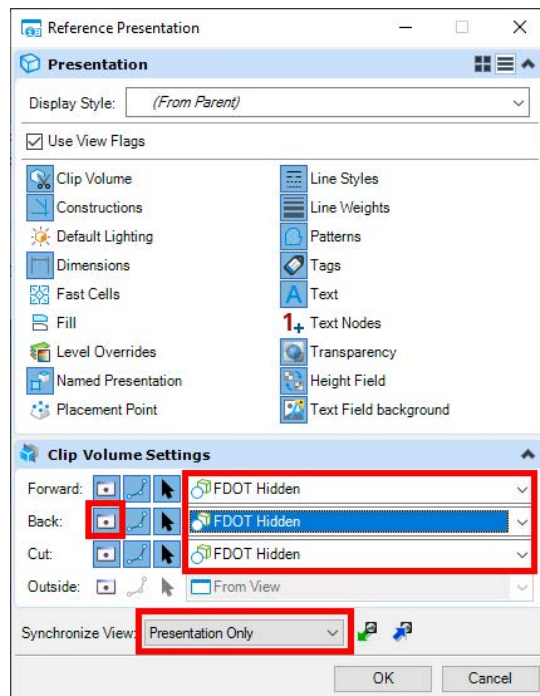 Reference Presentation
Presentation
Display Style: (From Parent)
Use View Flags
Clip Volume Line Styles
Constructions Line Weights
Default Lighting Patterns
Dimensions Tags
Fast Cells A Text
Fill 1+ Text Nodes
Level Overrides Transparency
Named Presentation Height Field
Placement Point Text Field background
Clip Volume Settings
Forward: FDOT Hidden
Back: FDOT Hidden
Cut: FDOT Hidden
Outside: From View
Synchronize View: Presentation Only
OK Cancel